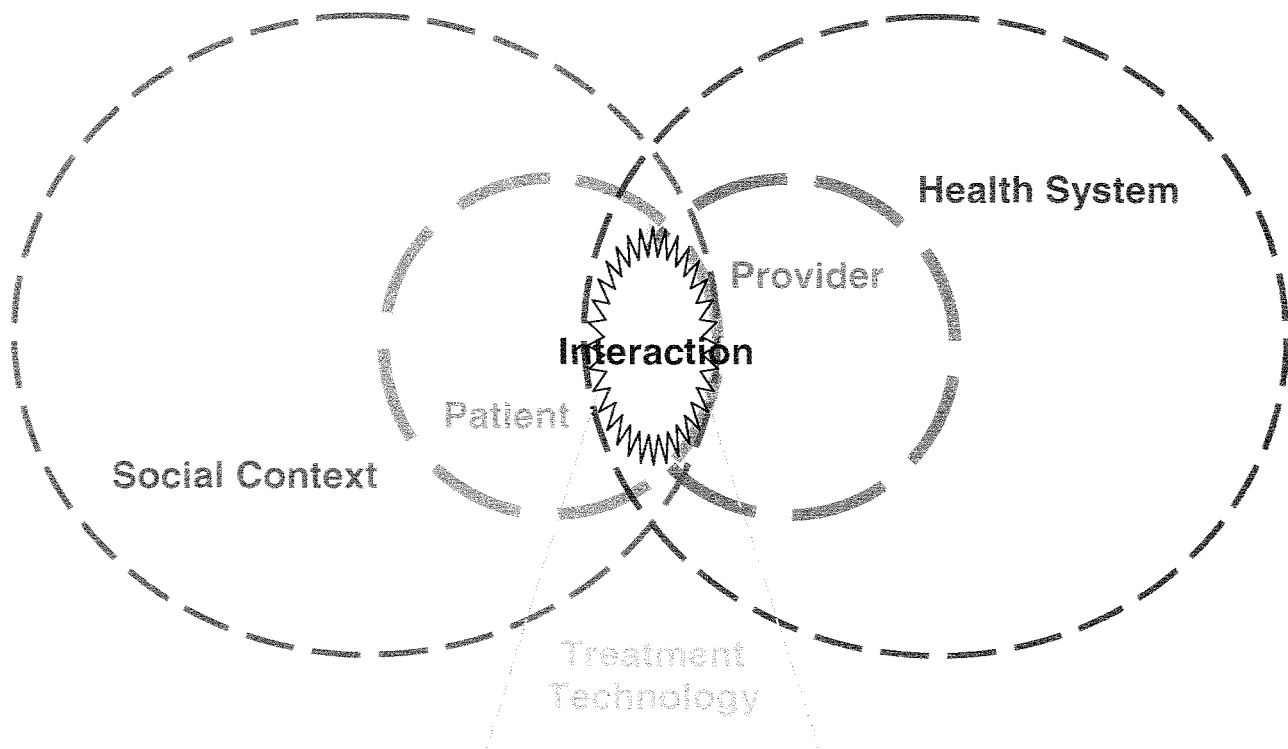 Health System
Provider
Interaction
Patient
Social Context
Treatment
Technology